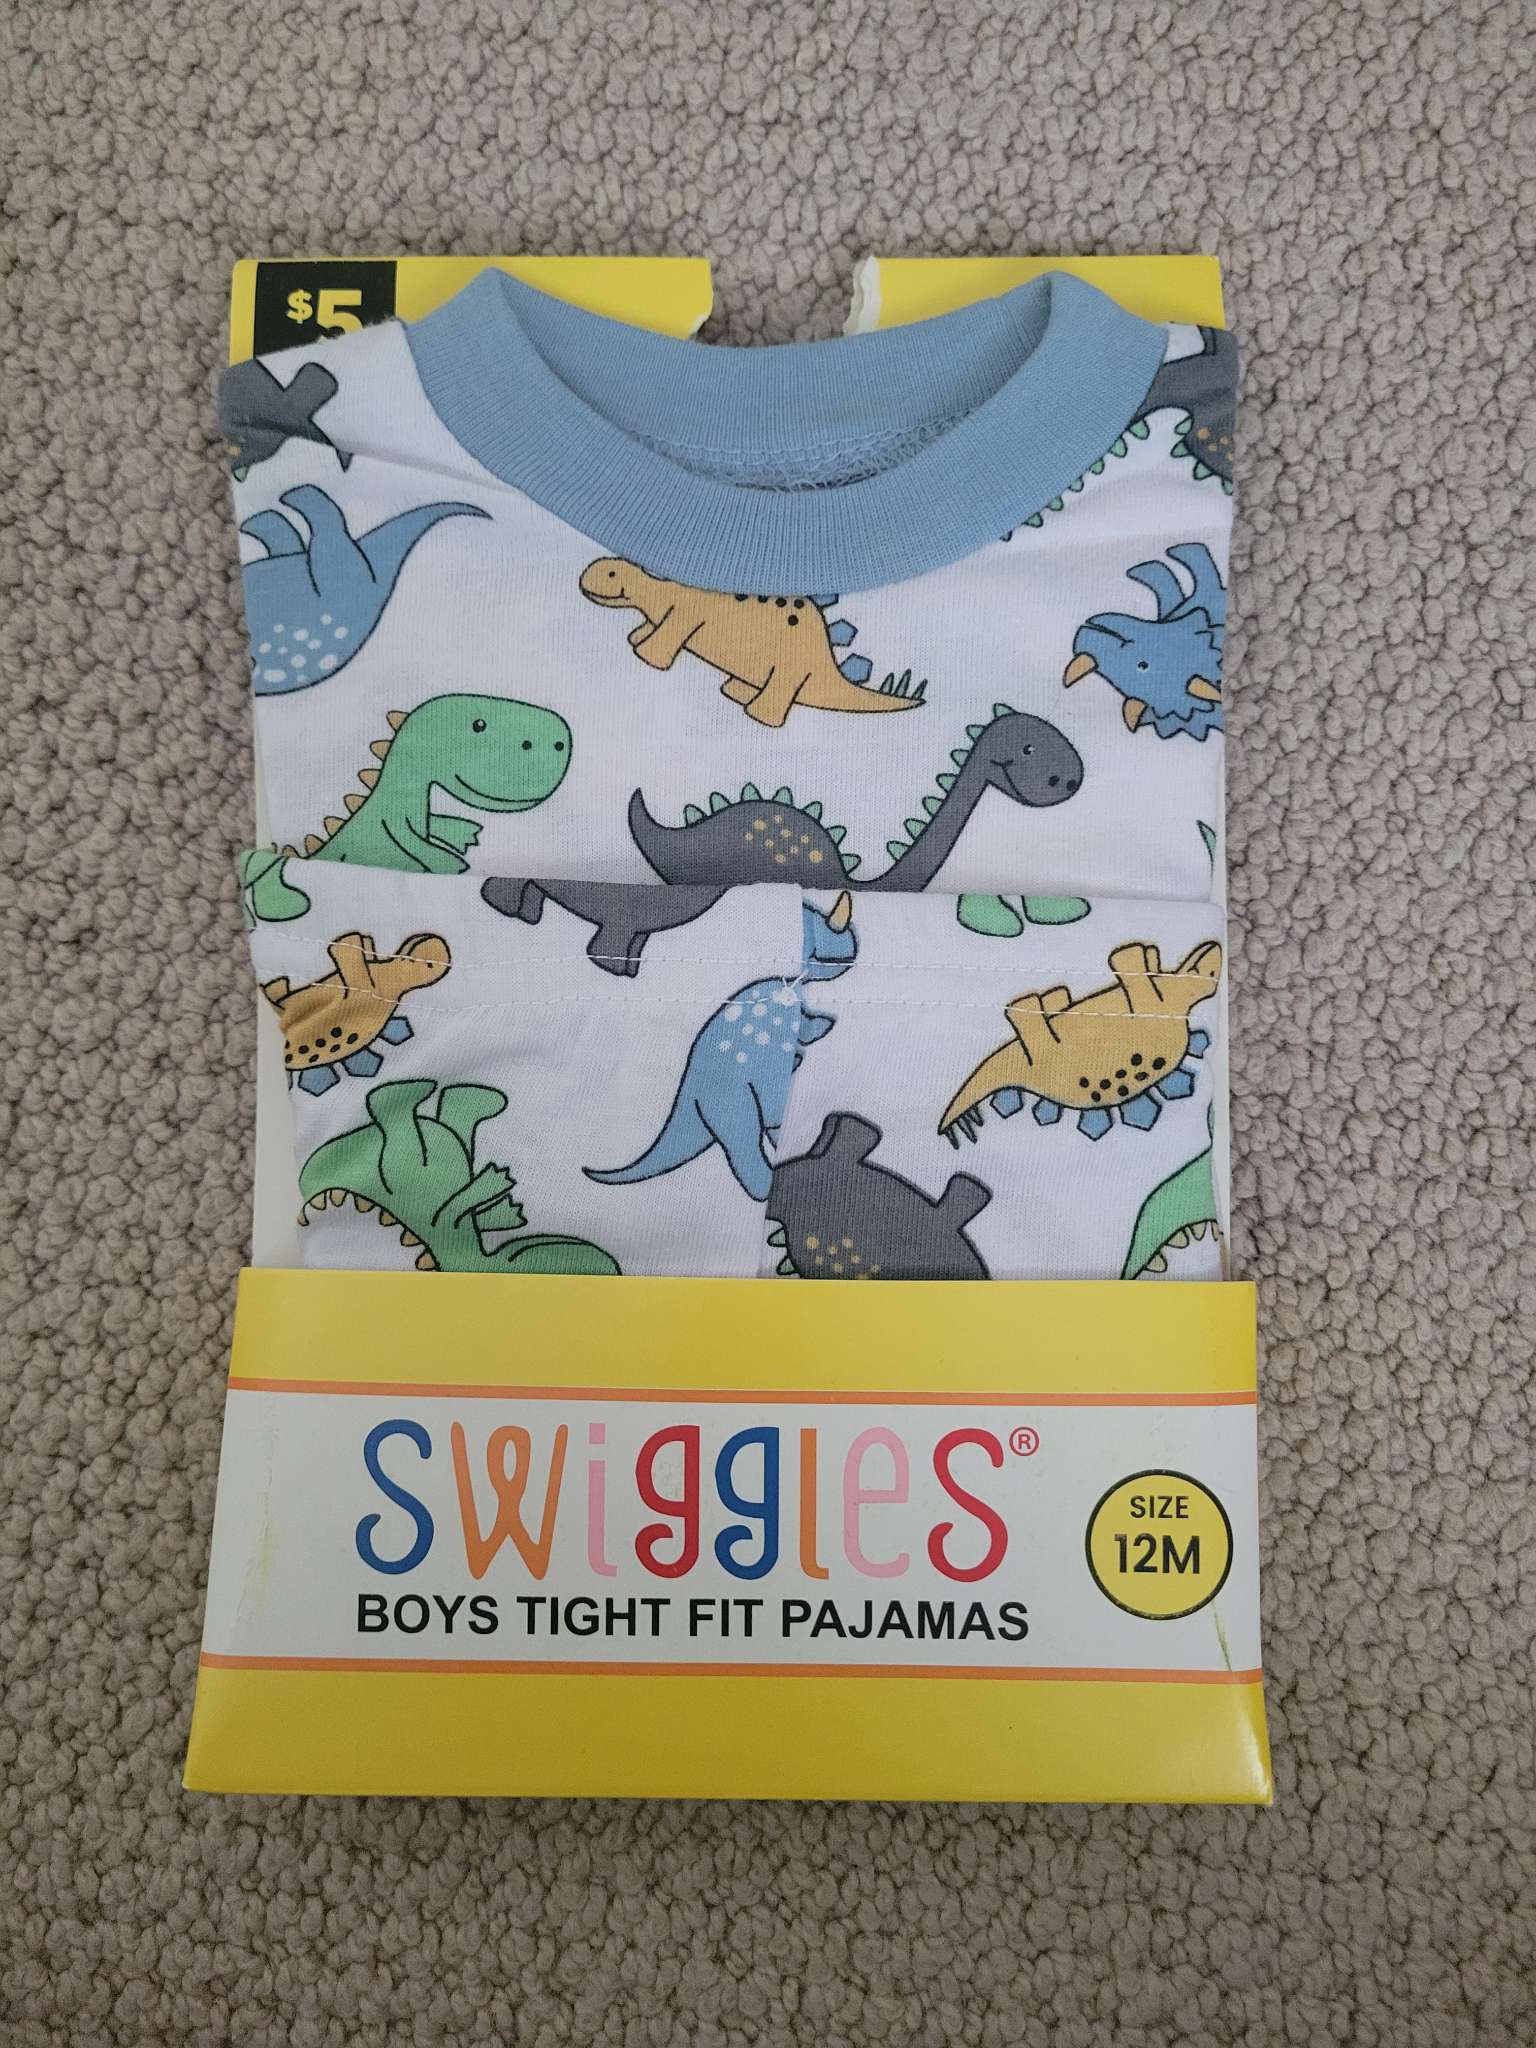 $5
swiggles®
BOYS TIGHT FIT PAJAMAS
SIZE
12M